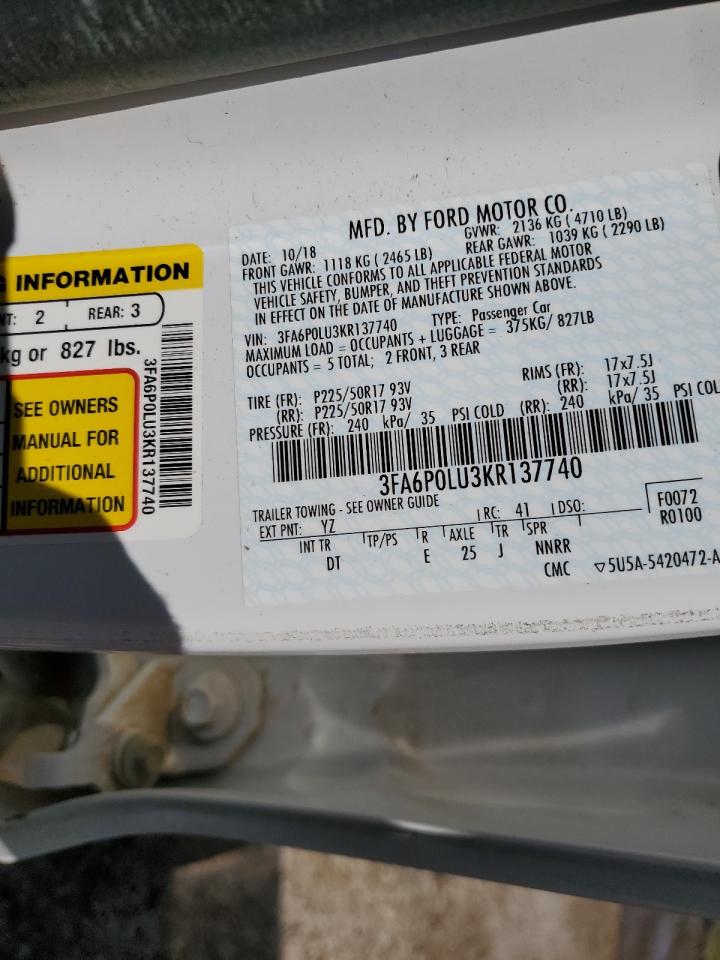 G INFORMATION
NT: 2 REAR: 3
kg or 827 lbs.
SEE OWNERS
MANUAL FOR
ADDITIONAL
INFORMATION
3FA6P0LU3KR137740
MFD. BY FORD MOTOR CO.
DATE: 10/18 GVWR: 2136 KG ( 4710 LB)
FRONT GAWR: 1118 KG ( 2465 LB) REAR GAWR: 1039 KG ( 2290 LB)
THIS VEHICLE CONFORMS TO ALL APPLICABLE FEDERAL MOTOR
VEHICLE SAFETY, BUMPER, AND THEFT PREVENTION STANDARDS
IN EFFECT ON THE DATE OF MANUFACTURE SHOWN ABOVE.
VIN: 3FA6P0LU3KR137740 TYPE: Passenger Car
MAXIMUM LOAD = OCCUPANTS + LUGGAGE = 375KG/ 827LB
OCCUPANTS = 5 TOTAL; 2 FRONT, 3 REAR
TIRE (FR): P225/50R17 93V RIMS (FR): 17x7.5J
(RR): P225/50R17 93V (RR): 17x7.5J
PRESSURE (FR): 240 kPa/ 35 PSI COLD (RR): 240 kPa/ 35 PSI COL
3FA6P0LU3KR137740
TRAILER TOWING - SEE OWNER GUIDE
EXT PNT: YZ RC: 41 DSO: F0072
R0100
INT TR TP/PS R AXLE TR SPR
DT E 25 J NNRR
CMC ▽5U5A-5420472-A